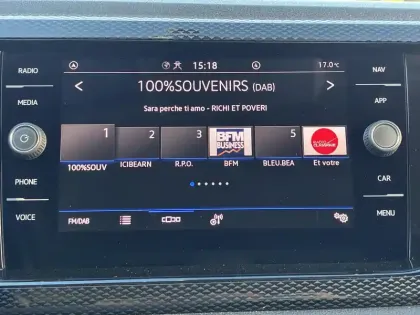 RADIO
MEDIA
PHONE
VOICE
15:18
17.0°C
100%SOUVENIRS (DAB)
Sara perche ti amo - RICHI ET POVERI
1
2
3
BFM
BUSINESS
5
100%SOUV
ICIBEARN
R.P.O.
BFM
BLEU.BEA
Et votre
FM/DAB
NAV
APP
CAR
MENU